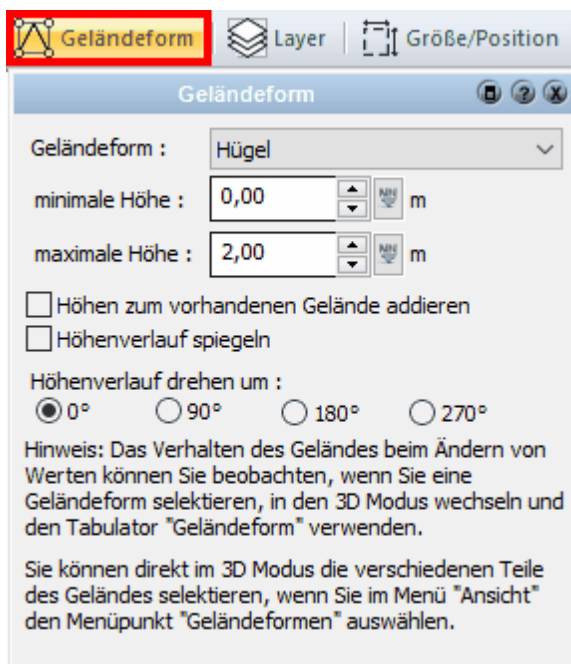 Geländeform Layer Größe/Position
Geländeform
Geländeform : Hügel
minimale Höhe : 0,00 NN m
maximale Höhe : 2,00 NN m
Höhen zum vorhandenen Gelände addieren
Höhenverlauf spiegeln
Höhenverlauf drehen um :
0° 90° 180° 270°
Hinweis: Das Verhalten des Geländes beim Ändern von
Werten können Sie beobachten, wenn Sie eine
Geländeform selektieren, in den 3D Modus wechseln und
den Tabulator "Geländeform" verwenden.
Sie können direkt im 3D Modus die verschiedenen Teile
des Geländes selektieren, wenn Sie im Menü "Ansicht"
den Menüpunkt "Geländeformen" auswählen.